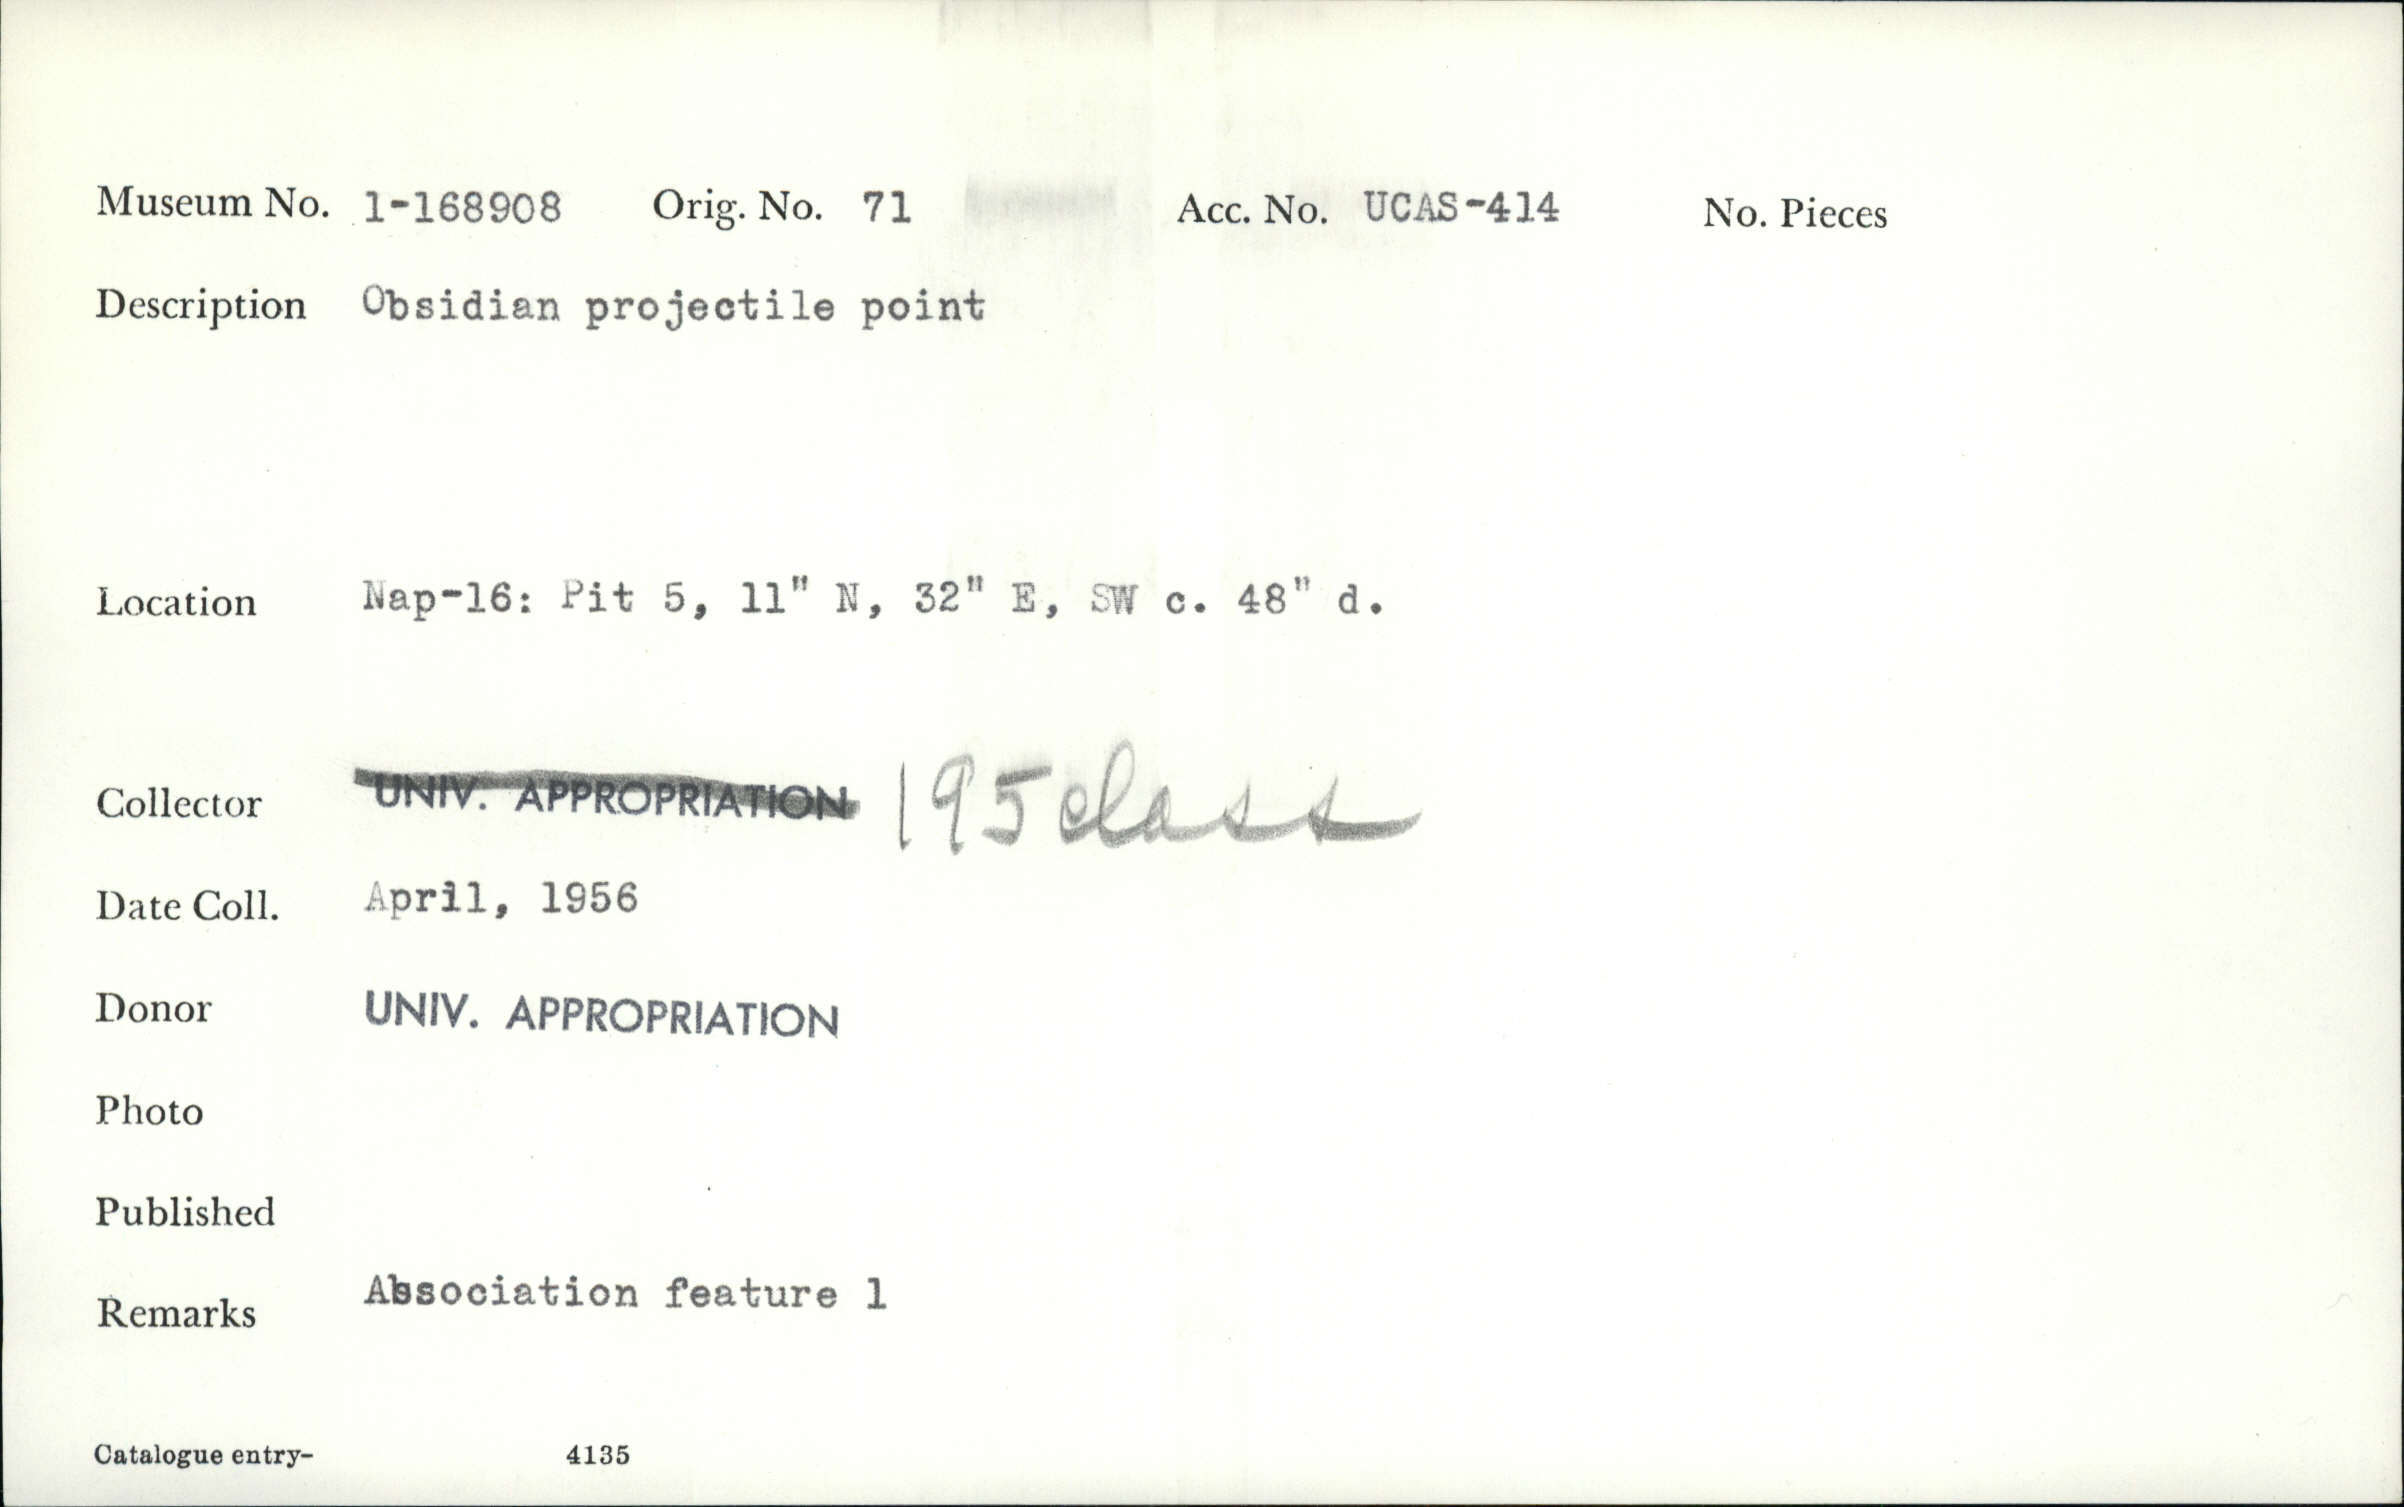 Museum No. 1-168908 Orig. No. 71 Acc. No. UCAS-414 No. Pieces
Description Obsidian projectile point
Location Nap-16: Pit 5, 11" N, 32" E, SW c. 48" d.
Collector UNIV. APPROPRIATION 195 class
Date Coll. April, 1956
Donor UNIV. APPROPRIATION
Photo
Published
Remarks Association feature 1
Catalogue entry- 4135